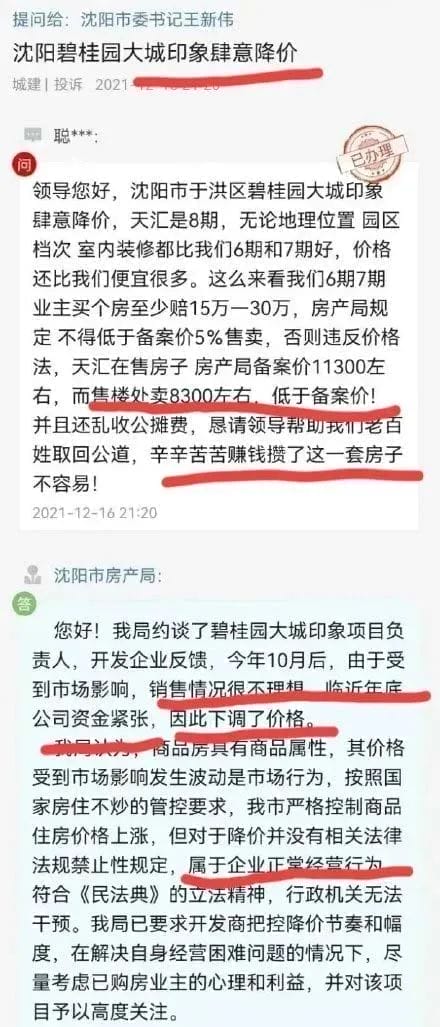 提问给：沈阳市委书记王新伟
沈阳碧桂园大城印象肆意降价
城建 | 投诉 2021-12-16 21:20
聪***：
已办理
问
领导您好，沈阳市于洪区碧桂园大城印象
肆意降价，天汇是8期，无论地理位置 园区
档次 室内装修都比我们6期和7期好，价格
还比我们便宜很多。这么来看我们6期7期
业主买个房至少赔15万一30万，房产局规
定 不得低于备案价5%售卖，否则违反价格
法，天汇在售房子 房产局备案价11300左
右，而售楼处卖8300左右，低于备案价！
并且还乱收公摊费，恳请领导帮助我们老百
姓取回公道，辛辛苦苦赚钱攒了这一套房子
不容易！
2021-12-16 21:20
沈阳市房产局：
答
您好！我局约谈了碧桂园大城印象项目负
责人，开发企业反馈，今年10月后，由于受
到市场影响，销售情况很不理想，临近年底
公司资金紧张，因此下调了价格。
我局认为，商品房具有商品属性，其价格
受到市场影响发生波动是市场行为，按照国
家房住不炒的管控要求，我市严格控制商品
住房价格上涨，但对于降价并没有相关法律
法规禁止性规定，属于企业正常经营行为，
符合《民法典》的立法精神，行政机关无法
干预。我局已要求开发商把控降价节奏和幅
度，在解决自身经营困难问题的情况下，尽
量考虑已购房业主的心理和利益，并对该项
目予以高度关注。